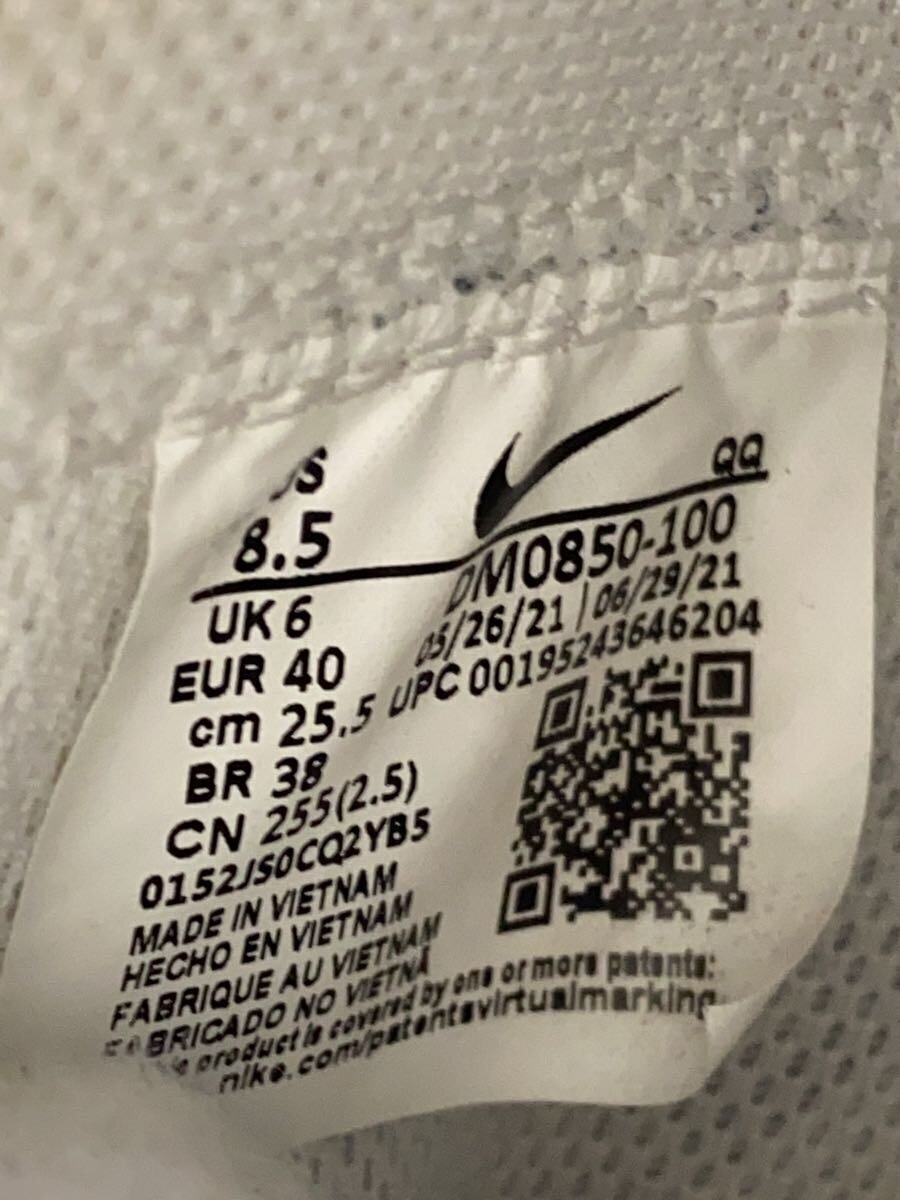 US
8.5
UK 6
EUR 40
cm 25.5
BR 38
CN 255(2.5)
0152JS0CQ2YB5
MADE IN VIETNAM
HECHO EN VIETNAM
FABRIQUE AU VIETNAM
FABRICADO NO VIETNÃ
product is covered by one or more patents:
nike.com/patentsvirtualmarking
QQ
DM0850-100
05/26/21 | 06/29/21
UPC 00195243646204